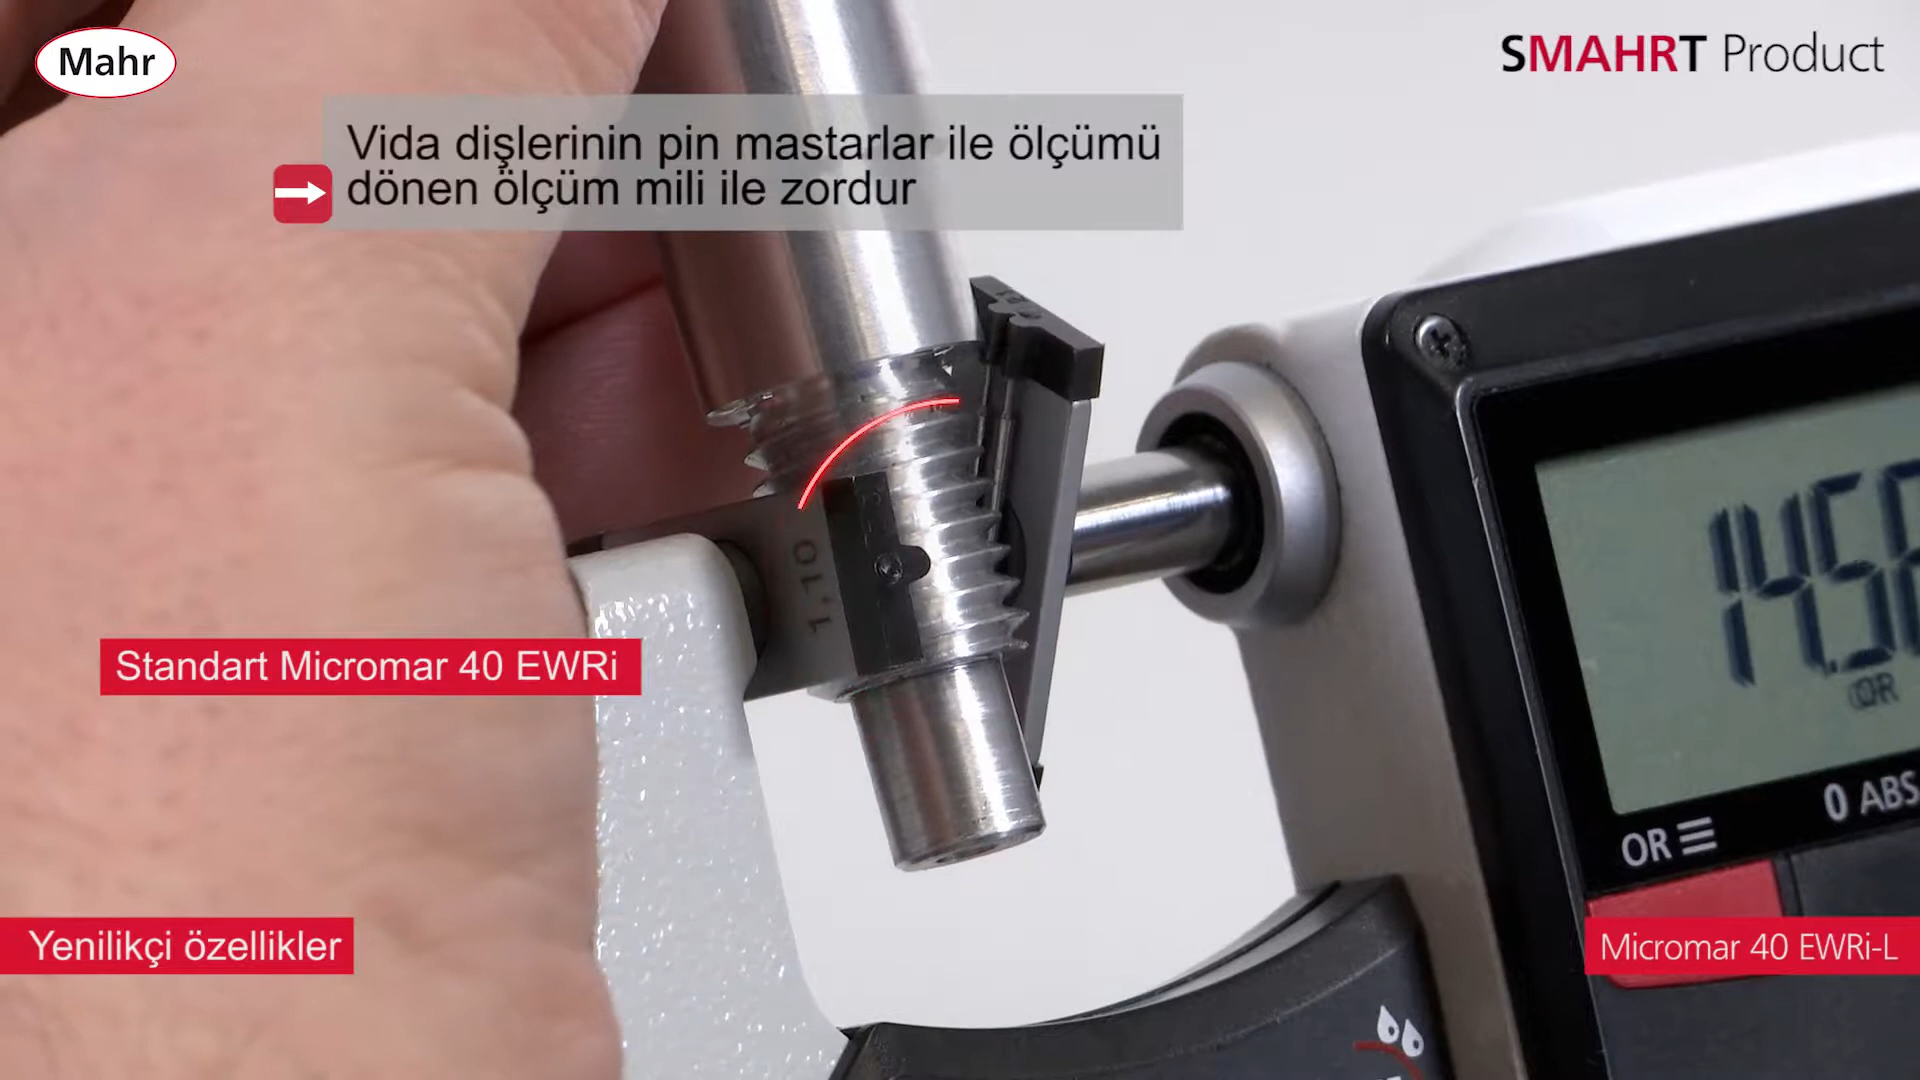 Mahr
SMAHRT Product
Vida dişlerinin pin mastarlar ile ölçümü
dönen ölçüm mili ile zordur
1,10
Standart Micromar 40 EWRi
OR
0 ABS
OR
Yenilikçi özellikler
Micromar 40 EWRi-L